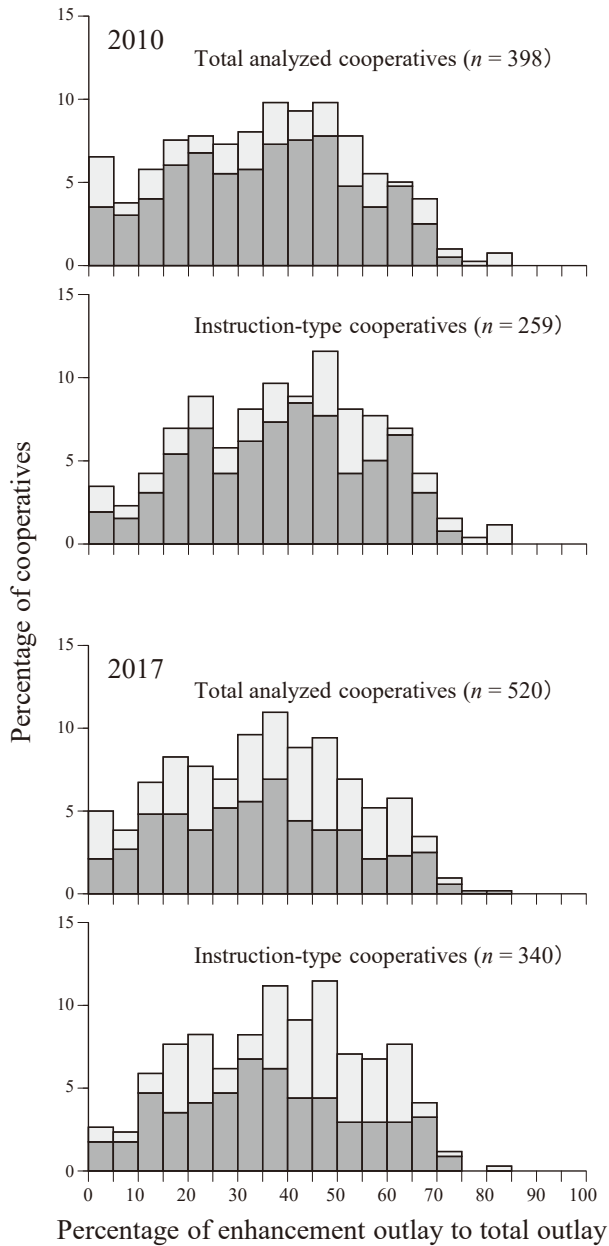 15
2010
Total analyzed cooperatives (n = 398)
10
5
0
15
Instruction-type cooperatives (n = 259)
10
5
0
Percentage of cooperatives
15
2017
Total analyzed cooperatives (n = 520)
10
5
0
15
Instruction-type cooperatives (n = 340)
10
5
0
0 10 20 30 40 50 60 70 80 90 100
Percentage of enhancement outlay to total outlay